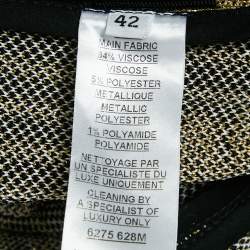 42
MAIN FABRIC
94% VISCOSE
VISCOSE
5% POLYESTER
METALLIQUE
METALLIC
POLYESTER
1% POLYAMIDE
POLYAMIDE
NETTOYAGE PAR
UN SPECIALISTE DU
LUXE UNIQUEMENT
CLEANING BY
A SPECIALIST OF
LUXURY ONLY
6275 628M